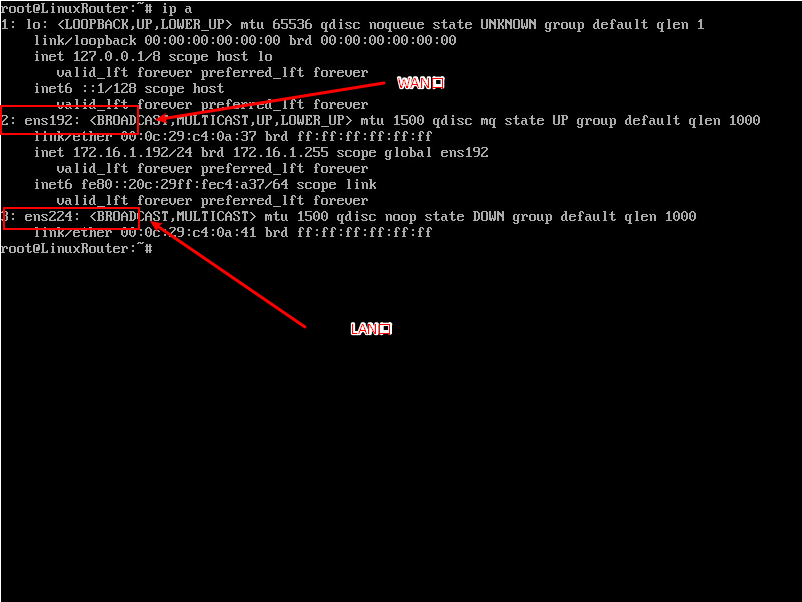 root@LinuxRouter:~# ip a
1: lo: <LOOPBACK,UP,LOWER_UP> mtu 65536 qdisc noqueue state UNKNOWN group default qlen 1
link/loopback 00:00:00:00:00:00 brd 00:00:00:00:00:00
inet 127.0.0.1/8 scope host lo
valid_lft forever preferred_lft forever
WAN口
inet6 ::1/128 scope host
valid_lft forever preferred_lft forever
2: ens192: <BROADCAST,MULTICAST,UP,LOWER_UP> mtu 1500 qdisc mq state UP group default qlen 1000
link/ether 00:0c:29:c4:0a:37 brd ff:ff:ff:ff:ff:ff
inet 172.16.1.192/24 brd 172.16.1.255 scope global ens192
valid_lft forever preferred_lft forever
inet6 fe80::20c:29ff:fec4:a37/64 scope link
valid_lft forever preferred_lft forever
3: ens224: <BROADCAST,MULTICAST> mtu 1500 qdisc noop state DOWN group default qlen 1000
link/ether 00:0c:29:c4:0a:41 brd ff:ff:ff:ff:ff:ff
root@LinuxRouter:~#
LAN口